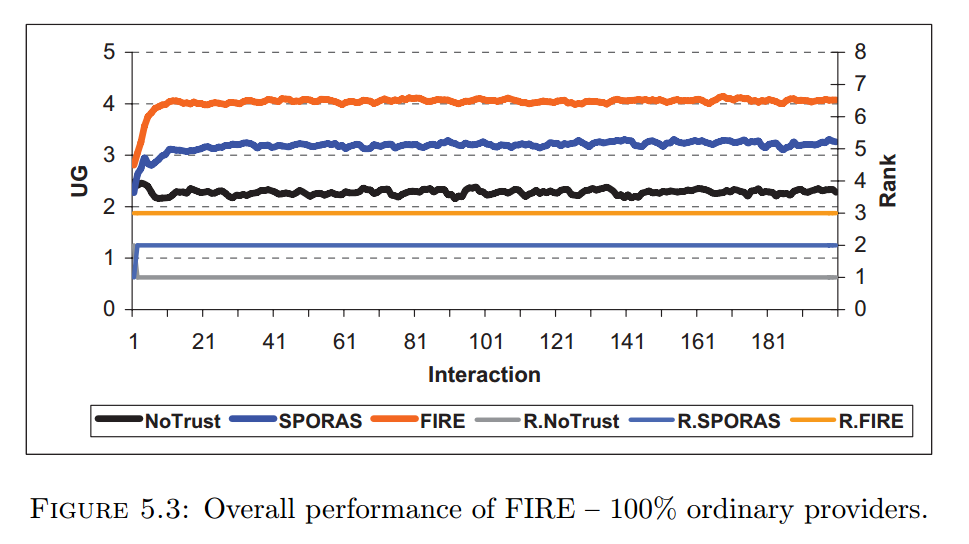 5
4
3
2
1
0
UG
8
7
6
5
4
3
2
1
0
Rank
1 21 41 61 81 101 121 141 161 181
Interaction
NoTrust SPORAS FIRE R.NoTrust R.SPORAS R.FIRE
FIGURE 5.3: Overall performance of FIRE – 100% ordinary providers.